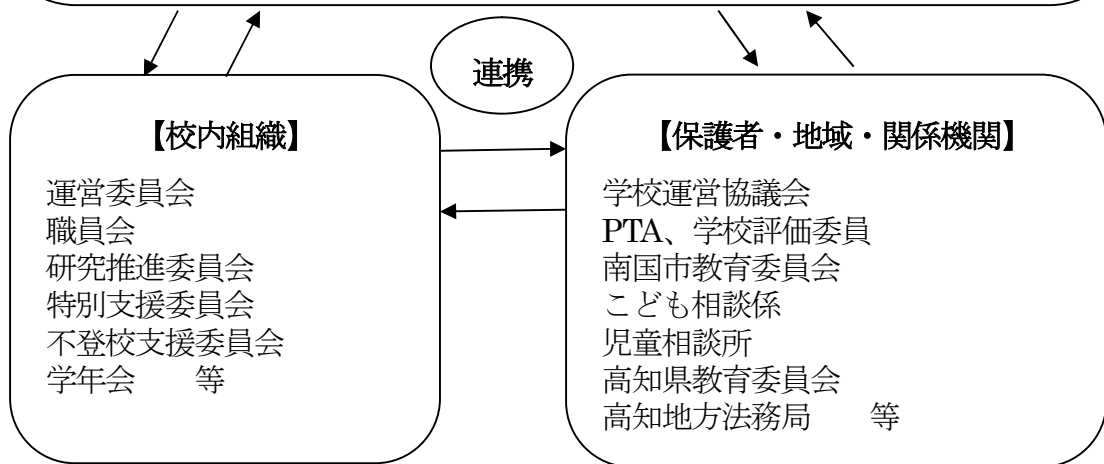 連携
【校内組織】
運営委員会
職員会
研究推進委員会
特別支援委員会
不登校支援委員会
学年会　　等
【保護者・地域・関係機関】
学校運営協議会
PTA、学校評価委員
南国市教育委員会
こども相談係
児童相談所
高知県教育委員会
高知地方法務局　　等